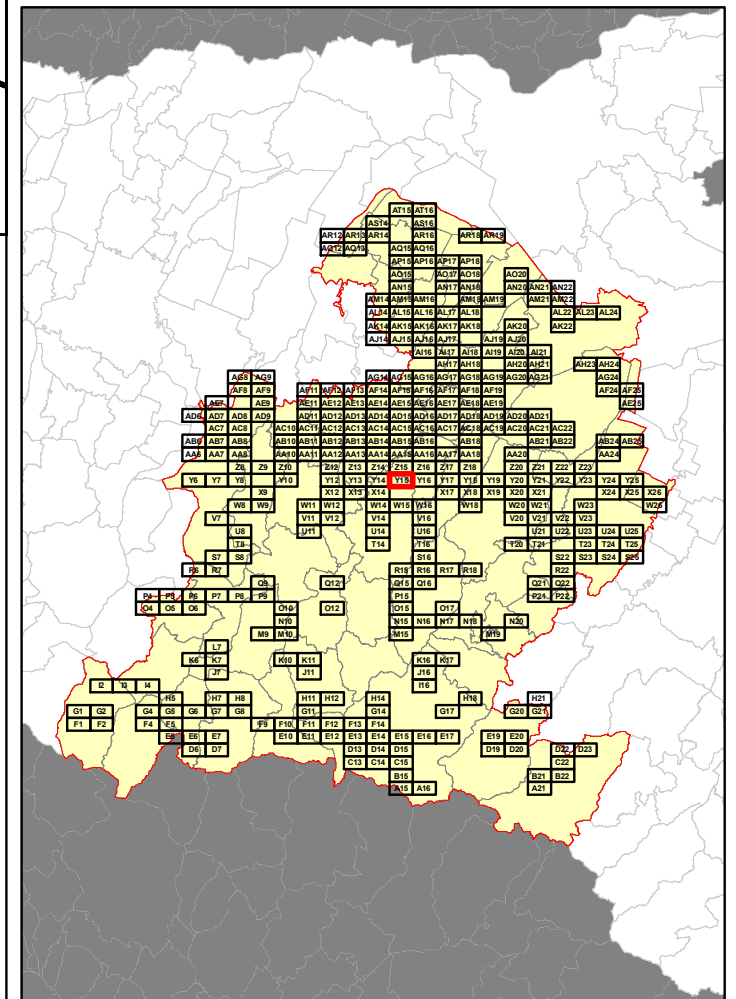 AT15 AT16
AS14 AS16
AR12 AR13 AR14 AR16 AR18 AR19
AQ12 AQ13 AQ15 AQ16
AP15 AP16 AP17 AP18
AO15 AO17 AO18 AO20
AN15 AN17 AN18 AN20 AN21 AN22
AM14 AM15 AM16 AM18 AM19 AM21 AM22
AL14 AL15 AL16 AL17 AL18 AL22 AL23 AL24
AK14 AK15 AK16 AK17 AK18 AK20 AK22
AJ14 AJ15 AJ16 AJ17 AJ19 AJ20
AI16 AI17 AI18 AI19 AI20 AI21
AH17 AH18 AH20 AH21 AH23 AH24
AG8 AG9 AG14 AG15 AG16 AG17 AG18 AG19 AG20 AG21 AG24
AF8 AF9 AF11 AF12 AF13 AF14 AF15 AF16 AF17 AF18 AF19 AF24 AF25
AE7 AE9 AE11 AE12 AE13 AE14 AE15 AE16 AE17 AE18 AE19 AE25
AD6 AD7 AD8 AD9 AD11 AD12 AD13 AD14 AD15 AD16 AD17 AD18 AD19 AD20 AD21
AC7 AC8 AC10 AC11 AC12 AC13 AC14 AC15 AC16 AC17 AC18 AC19 AC20 AC21 AC22
AB6 AB7 AB8 AB10 AB11 AB12 AB13 AB14 AB15 AB16 AB18 AB21 AB22 AB24 AB25
AA6 AA7 AA8 AA10 AA11 AA12 AA13 AA14 AA15 AA16 AA17 AA18 AA20 AA24
Z8 Z9 Z10 Z12 Z13 Z14 Z15 Z16 Z17 Z18 Z20 Z21 Z22 Z23
Y6 Y7 Y8 Y10 Y12 Y13 Y14 Y15 Y16 Y17 Y18 Y19 Y20 Y21 Y22 Y23 Y24 Y25
X9 X12 X13 X14 X17 X18 X19 X20 X21 X24 X25 X26
W8 W9 W11 W12 W14 W15 W16 W18 W20 W21 W23 W26
V7 V11 V12 V14 V16 V20 V21 V22 V23
U8 U11 U14 U16 U21 U22 U23 U24 U25
T8 T14 T16 T20 T21 T23 T24 T25
S7 S8 S16 S22 S23 S24 S25
R6 R7 R15 R16 R17 R18 R22
Q9 Q12 Q15 Q16 Q21 Q22
P4 P5 P6 P7 P8 P9 P15 P21 P22
O4 O5 O6 O10 O12 O15 O17
N10 N15 N16 N17 N18 N20
M9 M10 M15 M19
L7
K6 K7 K10 K11 K16 K17
J7 J11 J16
I2 I3 I4 I16
H5 H7 H8 H11 H12 H14 H18 H21
G1 G2 G4 G5 G6 G7 G8 G11 G14 G17 G20 G21
F1 F2 F4 F5 F9 F10 F11 F12 F13 F14
E5 E6 E7 E10 E11 E12 E13 E14 E15 E16 E17 E19 E20
D6 D7 D13 D14 D15 D19 D20 D22 D23
C13 C14 C15 C22
B15 B21 B22
A15 A16 A21